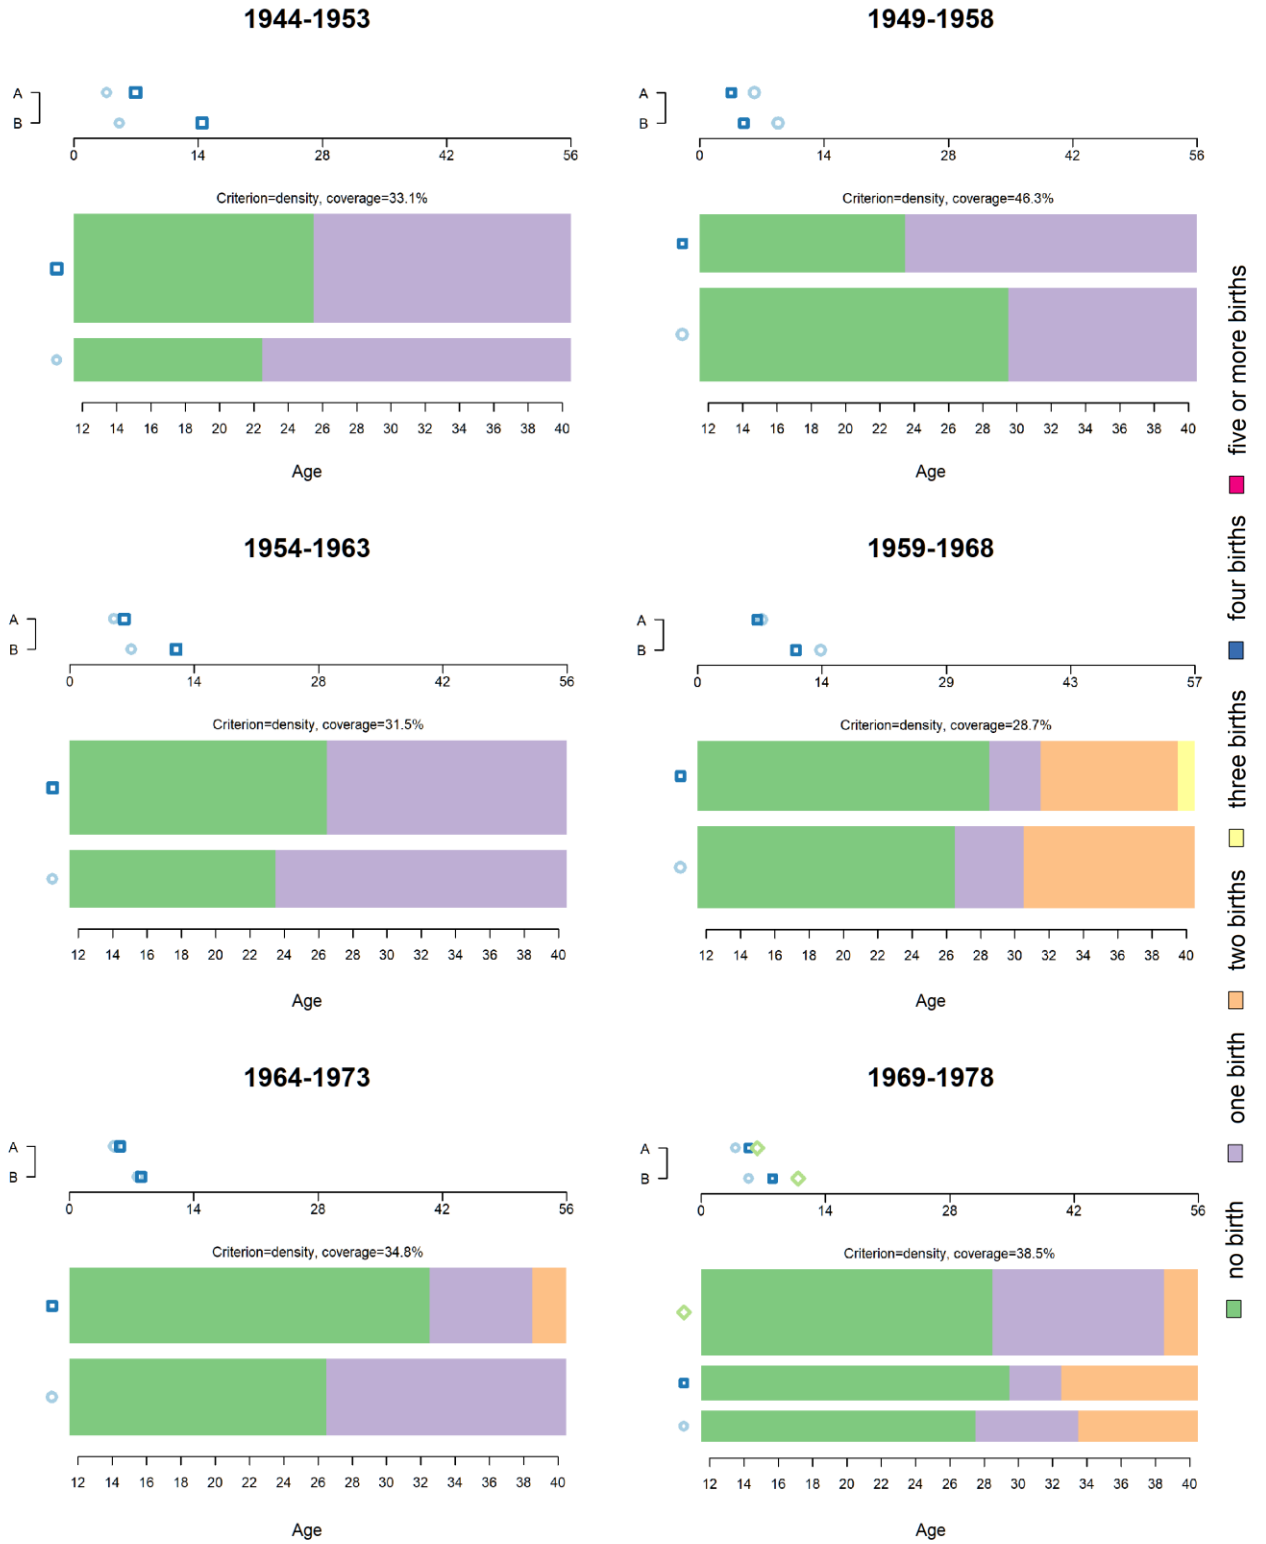 1944-1953
A
B
0 14 28 42 56
Criterion=density, coverage=33.1%
12 14 16 18 20 22 24 26 28 30 32 34 36 38 40
Age
1949-1958
A
B
0 14 28 42 56
Criterion=density, coverage=46.3%
12 14 16 18 20 22 24 26 28 30 32 34 36 38 40
Age
1954-1963
A
B
0 14 28 42 56
Criterion=density, coverage=31.5%
12 14 16 18 20 22 24 26 28 30 32 34 36 38 40
Age
1959-1968
A
B
0 14 29 43 57
Criterion=density, coverage=28.7%
12 14 16 18 20 22 24 26 28 30 32 34 36 38 40
Age
1964-1973
A
B
0 14 28 42 56
Criterion=density, coverage=34.8%
12 14 16 18 20 22 24 26 28 30 32 34 36 38 40
Age
1969-1978
A
B
0 14 28 42 56
Criterion=density, coverage=38.5%
12 14 16 18 20 22 24 26 28 30 32 34 36 38 40
Age
no birth one birth two births three births four births five or more births